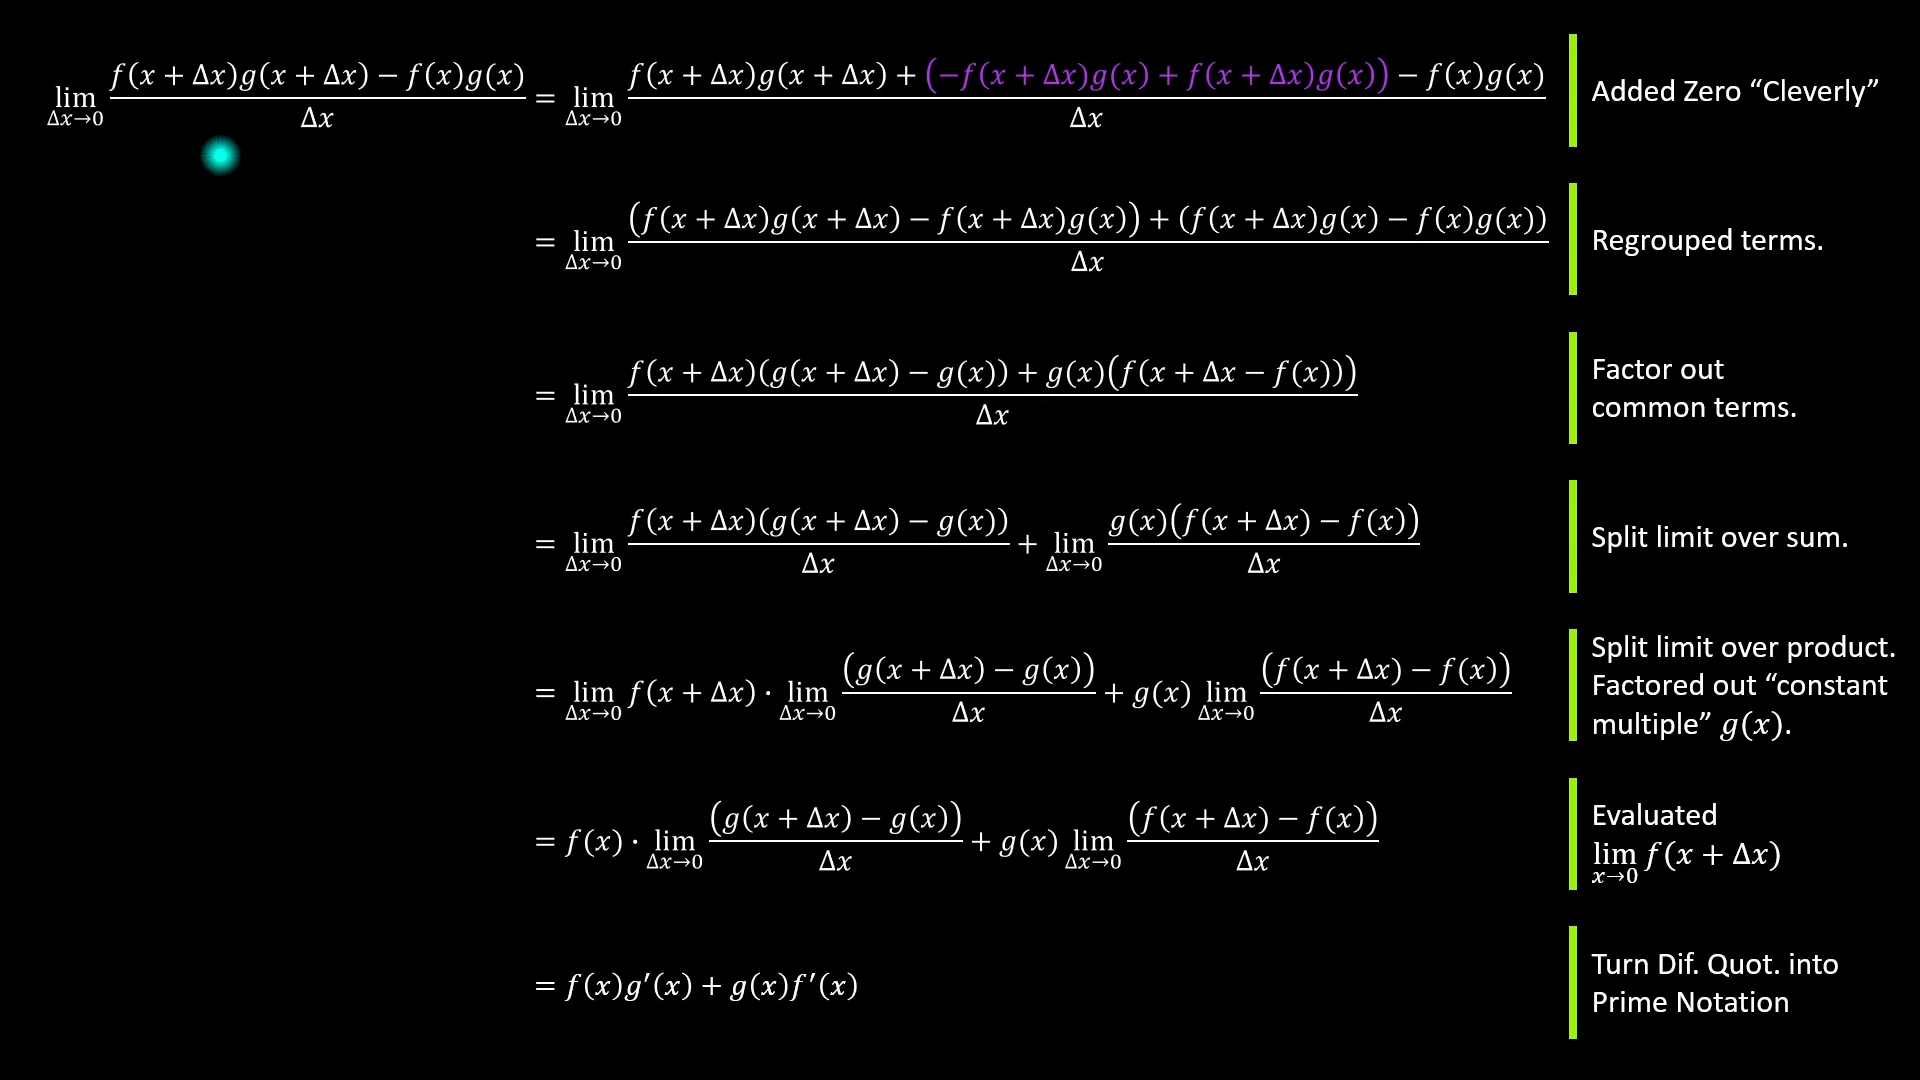 lim_{Δx→0} (f(x + Δx)g(x + Δx) − f(x)g(x))/Δx = lim_{Δx→0} (f(x + Δx)g(x + Δx) + (−f(x + Δx)g(x) + f(x + Δx)g(x)) − f(x)g(x))/Δx
Added Zero “Cleverly”
= lim_{Δx→0} ((f(x + Δx)g(x + Δx) − f(x + Δx)g(x)) + (f(x + Δx)g(x) − f(x)g(x)))/Δx
Regrouped terms.
= lim_{Δx→0} (f(x + Δx)(g(x + Δx) − g(x)) + g(x)(f(x + Δx − f(x))))/Δx
Factor out
common terms.
= lim_{Δx→0} (f(x + Δx)(g(x + Δx) − g(x)))/Δx + lim_{Δx→0} (g(x)(f(x + Δx) − f(x)))/Δx
Split limit over sum.
= lim_{Δx→0} f(x + Δx) · lim_{Δx→0} (g(x + Δx) − g(x))/Δx + g(x) lim_{Δx→0} (f(x + Δx) − f(x))/Δx
Split limit over product.
Factored out “constant
multiple” g(x).
= f(x) · lim_{Δx→0} (g(x + Δx) − g(x))/Δx + g(x) lim_{Δx→0} (f(x + Δx) − f(x))/Δx
Evaluated
lim_{x→0} f(x + Δx)
= f(x)g′(x) + g(x)f′(x)
Turn Dif. Quot. into
Prime Notation